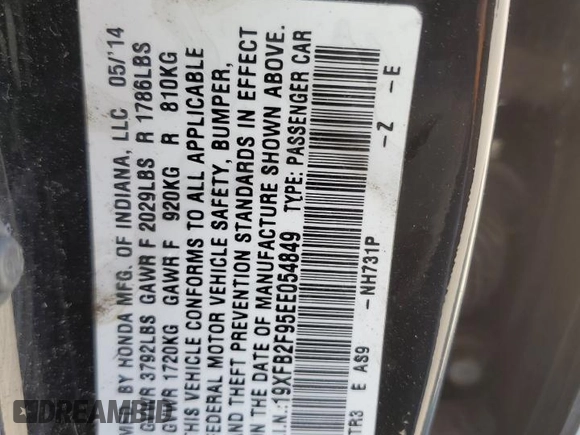 BY HONDA MFG. OF INDIANA, LLC 05/'14
3792LBS GAWR F 2029LBS R 1786LBS
1720KG GAWR F 920KG R 810KG
THIS VEHICLE CONFORMS TO ALL APPLICABLE
FEDERAL MOTOR VEHICLE SAFETY, BUMPER,
AND THEFT PREVENTION STANDARDS IN EFFECT
ON THE DATE OF MANUFACTURE SHOWN ABOVE.
.I.N.:19XFB2F95EE054849 TYPE: PASSENGER CAR
TR3 E AS9 -NH731P -Z -E
DREAMBID